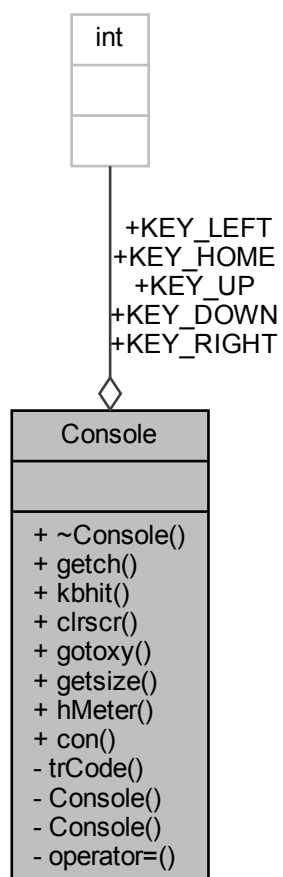 int
+KEY_LEFT
+KEY_HOME
+KEY_UP
+KEY_DOWN
+KEY_RIGHT
Console
+ ~Console()
+ getch()
+ kbhit()
+ clrscr()
+ gotoxy()
+ getsize()
+ hMeter()
+ con()
- trCode()
- Console()
- Console()
- operator=()